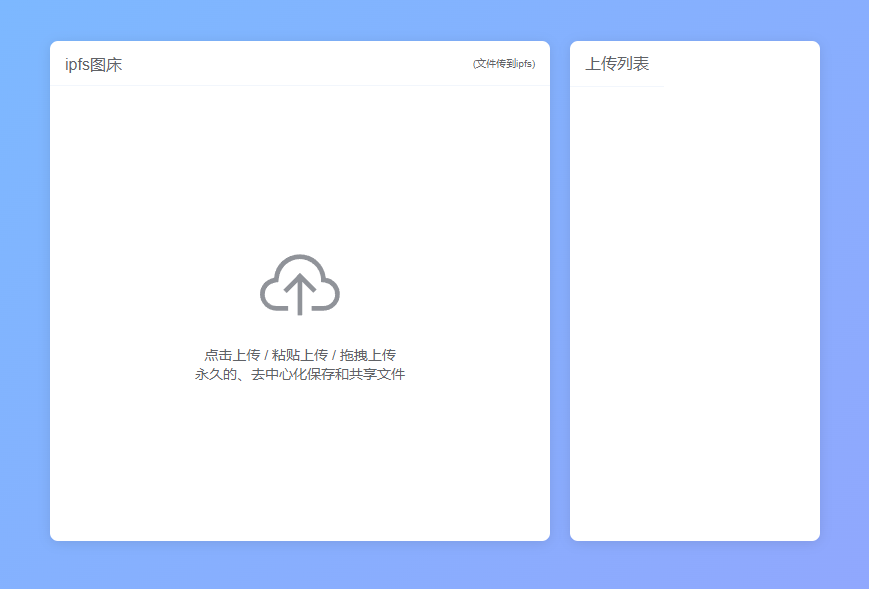 ipfs图床
(文件传到ipfs)
点击上传 / 粘贴上传 / 拖拽上传
永久的、去中心化保存和共享文件
上传列表